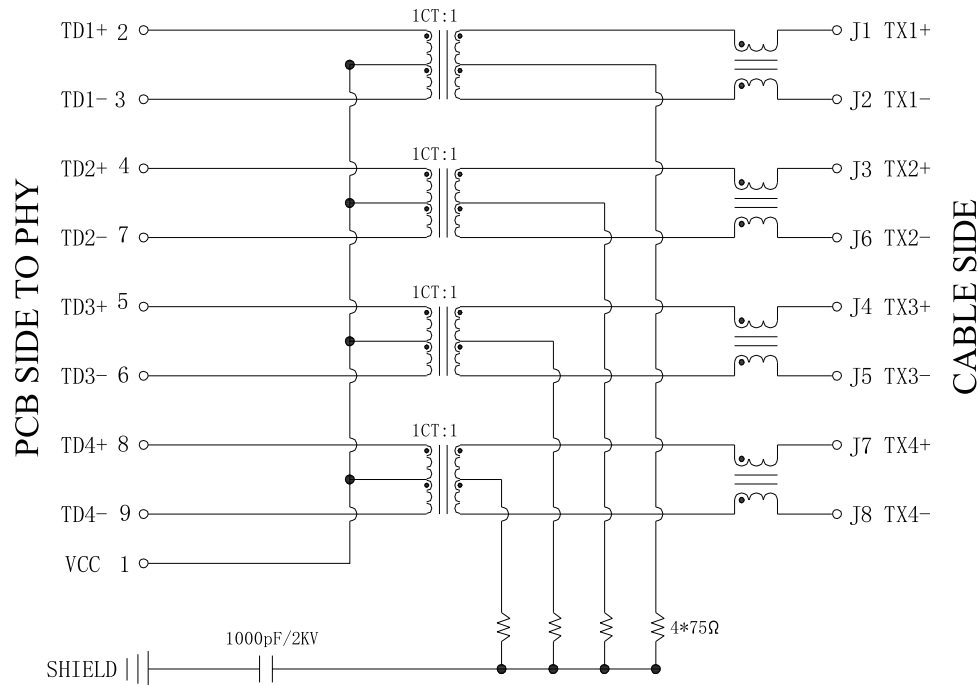 1CT:1
TD1+ 2
J1 TX1+
TD1- 3
J2 TX1-
1CT:1
TD2+ 4
J3 TX2+
TD2- 7
J6 TX2-
1CT:1
TD3+ 5
J4 TX3+
TD3- 6
J5 TX3-
1CT:1
TD4+ 8
J7 TX4+
TD4- 9
J8 TX4-
VCC 1
PCB SIDE TO PHY
CABLE SIDE
4*75Ω
1000pF/2KV
SHIELD